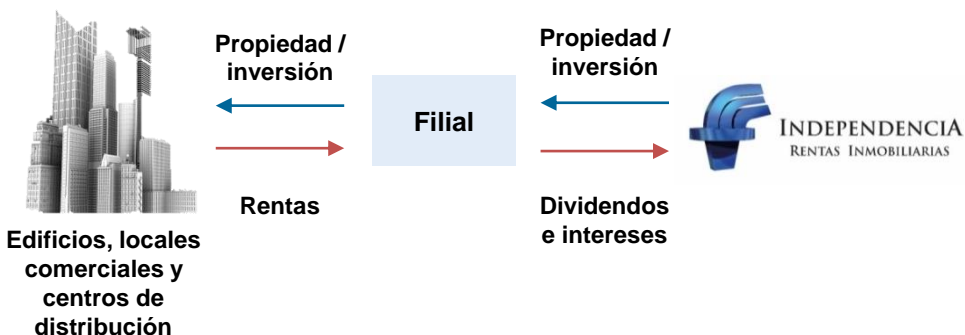 Propiedad /
inversión
Propiedad /
inversión
Filial
INDEPENDENCIA
RENTAS INMOBILIARIAS
Rentas
Dividendos
e intereses
Edificios, locales
comerciales y
centros de
distribución